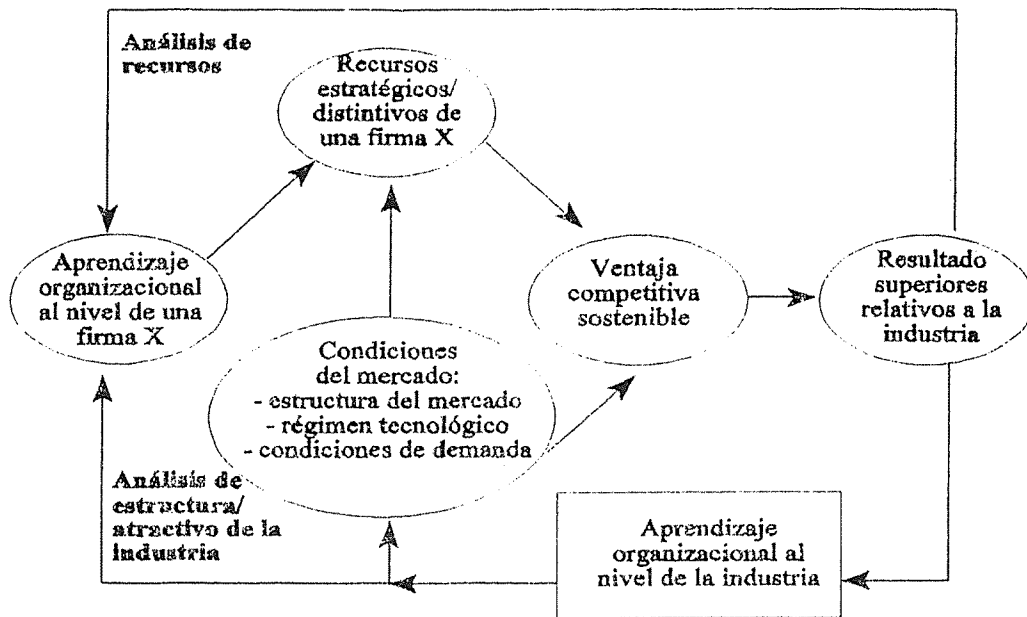 Análisis de
recursos
Recursos
estratégicos/
distintivos de
una firma X
Aprendizaje
organizacional
al nivel de una
firma X
Ventaja
competitiva
sostenible
Resultado
superiores
relativos a la
industria
Condiciones
del mercado:
- estructura del mercado
- régimen tecnológico
- condiciones de demanda
Análisis de
estructura/
atractivo de la
industria
Aprendizaje
organizacional al
nivel de la industria